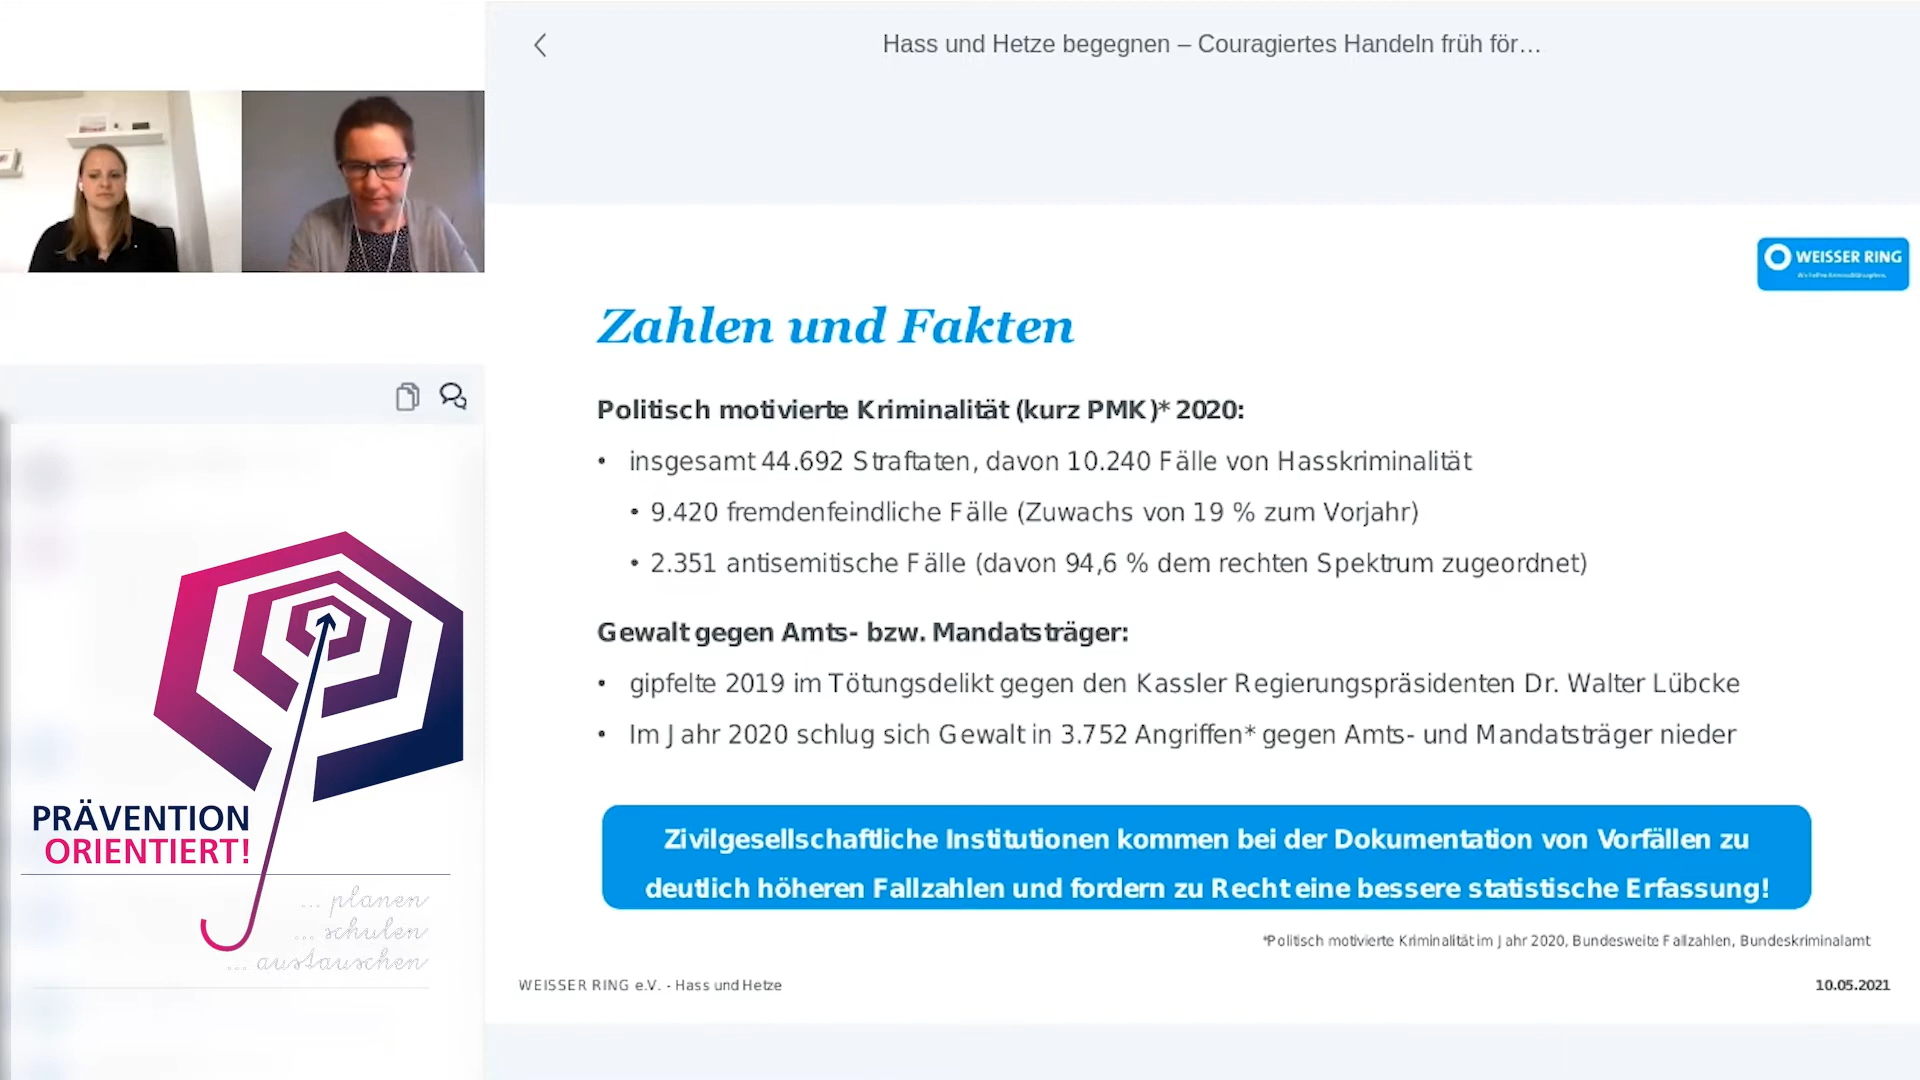 Hass und Hetze begegnen – Couragiertes Handeln früh för…
WEISSER RING
Zahlen und Fakten
Politisch motivierte Kriminalität (kurz PMK)* 2020:
• insgesamt 44.692 Straftaten, davon 10.240 Fälle von Hasskriminalität
• 9.420 fremdenfeindliche Fälle (Zuwachs von 19 % zum Vorjahr)
• 2.351 antisemitische Fälle (davon 94,6 % dem rechten Spektrum zugeordnet)
Gewalt gegen Amts- bzw. Mandatsträger:
• gipfelte 2019 im Tötungsdelikt gegen den Kassler Regierungspräsidenten Dr. Walter Lübcke
• Im Jahr 2020 schlug sich Gewalt in 3.752 Angriffen* gegen Amts- und Mandatsträger nieder
Zivilgesellschaftliche Institutionen kommen bei der Dokumentation von Vorfällen zu
deutlich höheren Fallzahlen und fordern zu Recht eine bessere statistische Erfassung!
*Politisch motivierte Kriminalität im Jahr 2020, Bundesweite Fallzahlen, Bundeskriminalamt
WEISSER RING e.V. - Hass und Hetze
10.05.2021
PRÄVENTION
ORIENTIERT!
... planen
... schulen
... austauschen